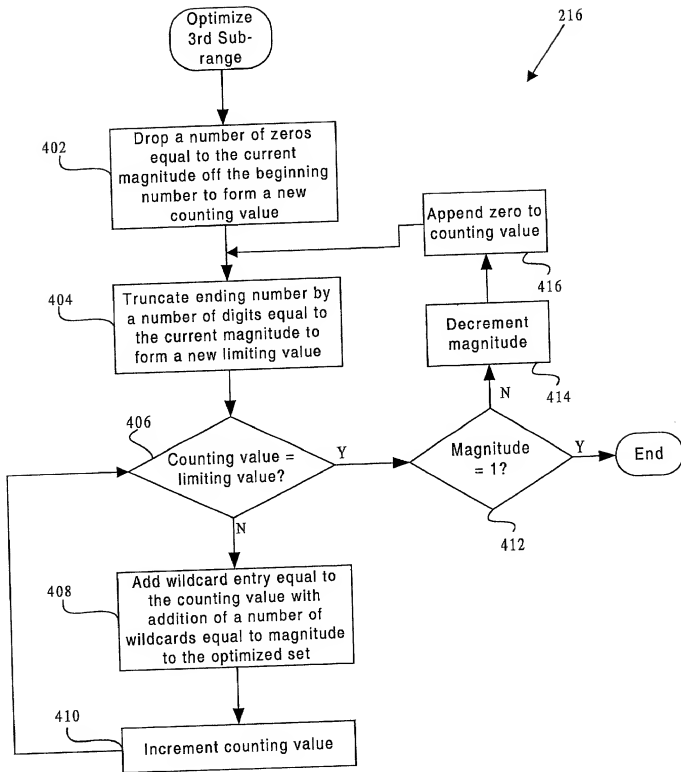 Optimize
3rd Sub-
range
216
402
Drop a number of zeros
equal to the current
magnitude off the beginning
number to form a new
counting value
Append zero to
counting value
416
404
Truncate ending number by
a number of digits equal to
the current magnitude to
form a new limiting value
Decrement
magnitude
414
N
406
Counting value =
limiting value?
Y
Magnitude
= 1?
Y
End
412
N
408
Add wildcard entry equal to
the counting value with
addition of a number of
wildcards equal to magnitude
to the optimized set
410
Increment counting value